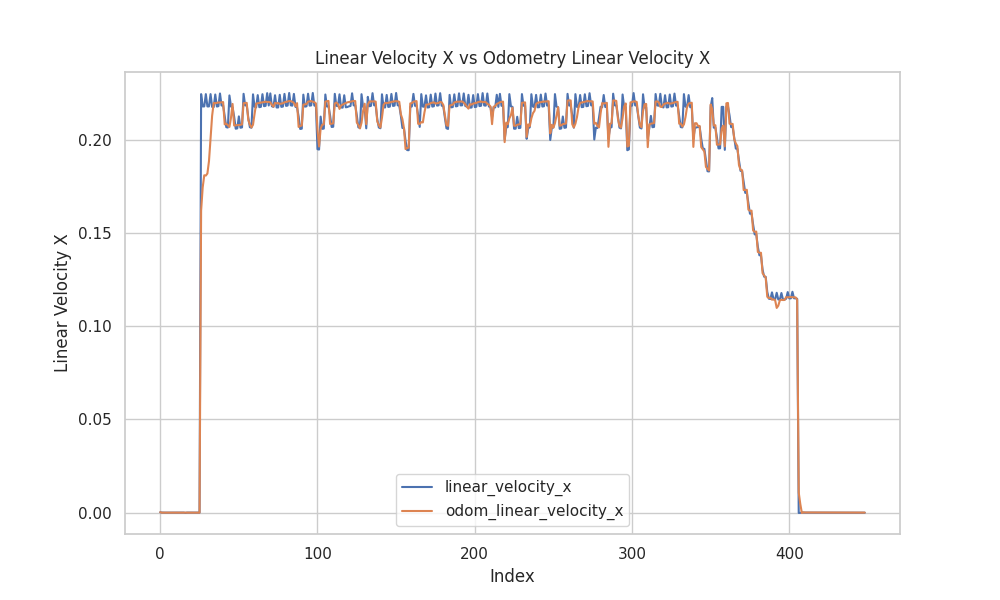 Linear Velocity X vs Odometry Linear Velocity X
Linear Velocity X
0.20
0.15
0.10
0.05
0.00
linear_velocity_x
odom_linear_velocity_x
0
100
200
300
400
Index